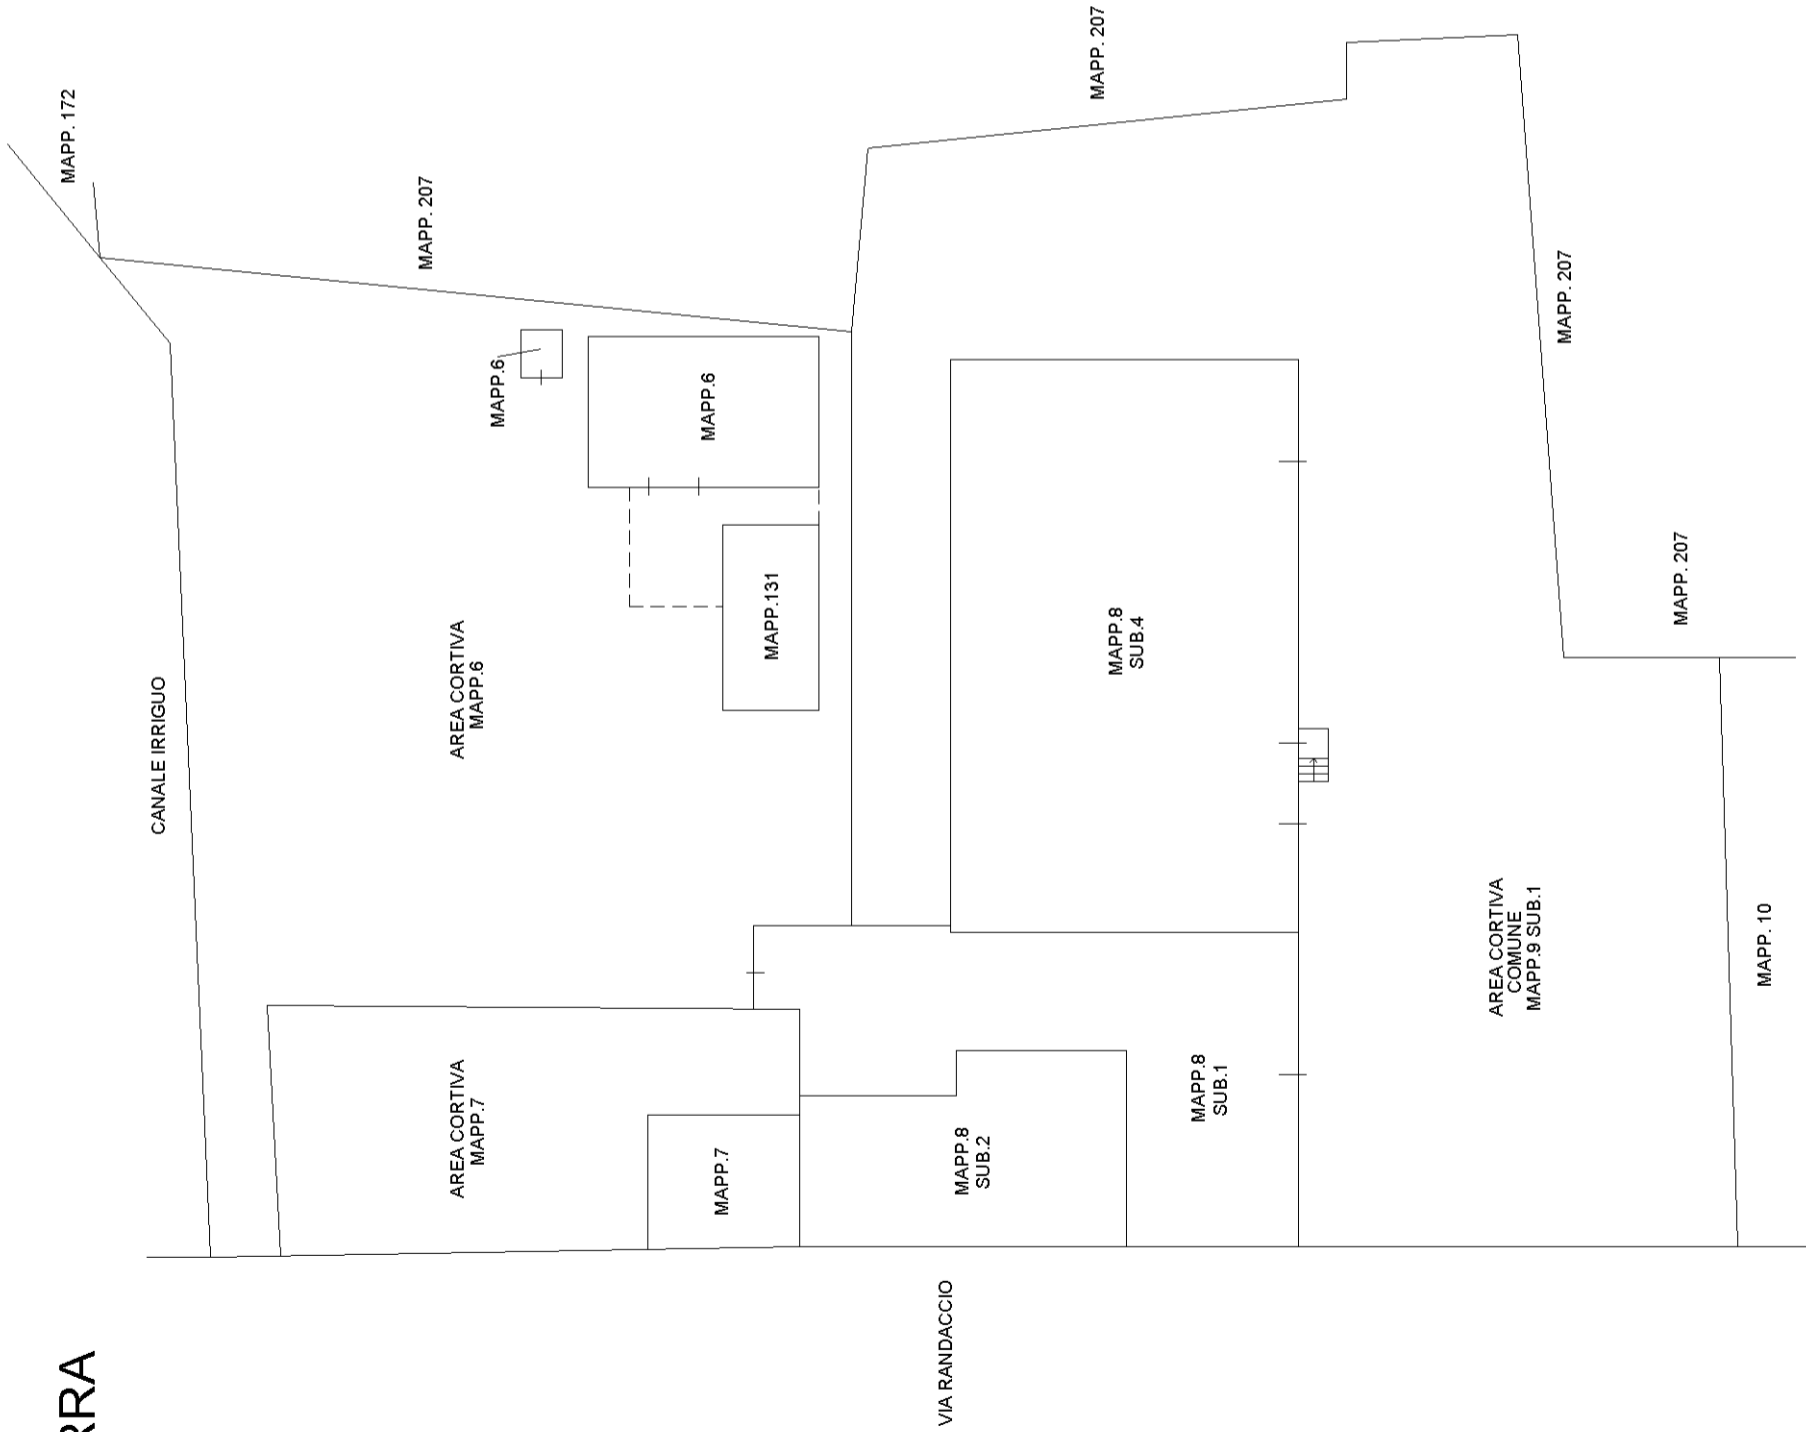 RRA
MAPP. 172
CANALE IRRIGUO
MAPP. 207
AREA CORTIVA
MAPP.7
AREA CORTIVA
MAPP.6
MAPP.6
MAPP.6
MAPP.7
MAPP.131
VIA RANDACCIO
MAPP.8
SUB.2
MAPP. 207
MAPP.8
SUB.4
MAPP.8
SUB.1
AREA CORTIVA
COMUNE
MAPP.9 SUB.1
MAPP. 207
MAPP. 207
MAPP. 10